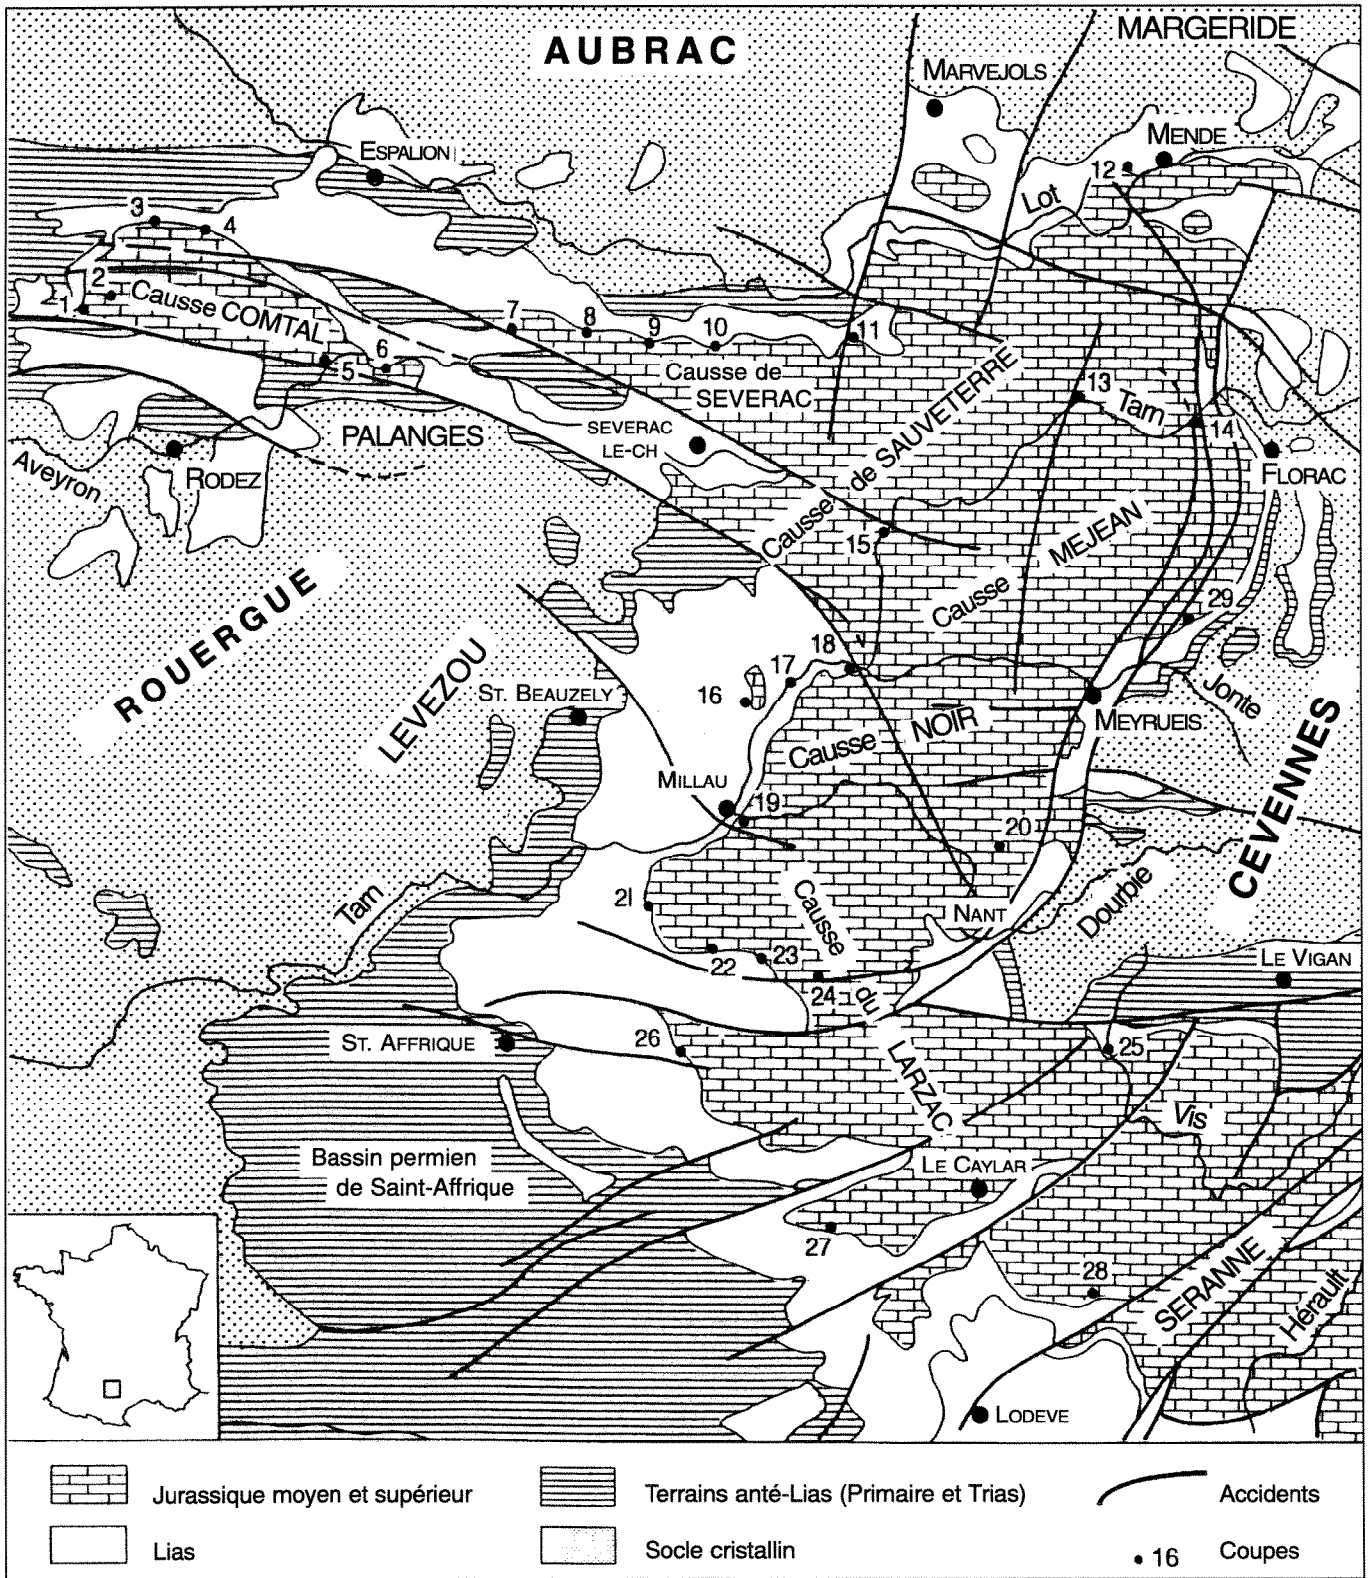 AUBRAC
MARGERIDE
MARVEJOLS
MENDE
ESPALION
12
Lot
3
4
2
1
Causse COMTAL
7
8
9
10
11
6
5
Causse de
SEVERAC
Causse de SAUVETERRE
13
Tarn
14
PALANGES
SEVERAC
LE-CH
FLORAC
Aveyron
RODEZ
15
Causse MEJEAN
ROUERGUE
LEVEZOU
29
18
17
16
ST. BEAUZELY
Jonte
MEYRUEIS
Causse NOIR
MILLAU
19
20
CEVENNES
Tarn
21
Causse du LARZAC
NANT
Dourbie
22
23
24
LE VIGAN
ST. AFFRIQUE
26
25
Vis
Bassin permien
de Saint-Affrique
LE CAYLAR
27
28
SERANNE
Hérault
LODEVE
Jurassique moyen et supérieur
Terrains anté-Lias (Primaire et Trias)
Accidents
Lias
Socle cristallin
16
Coupes